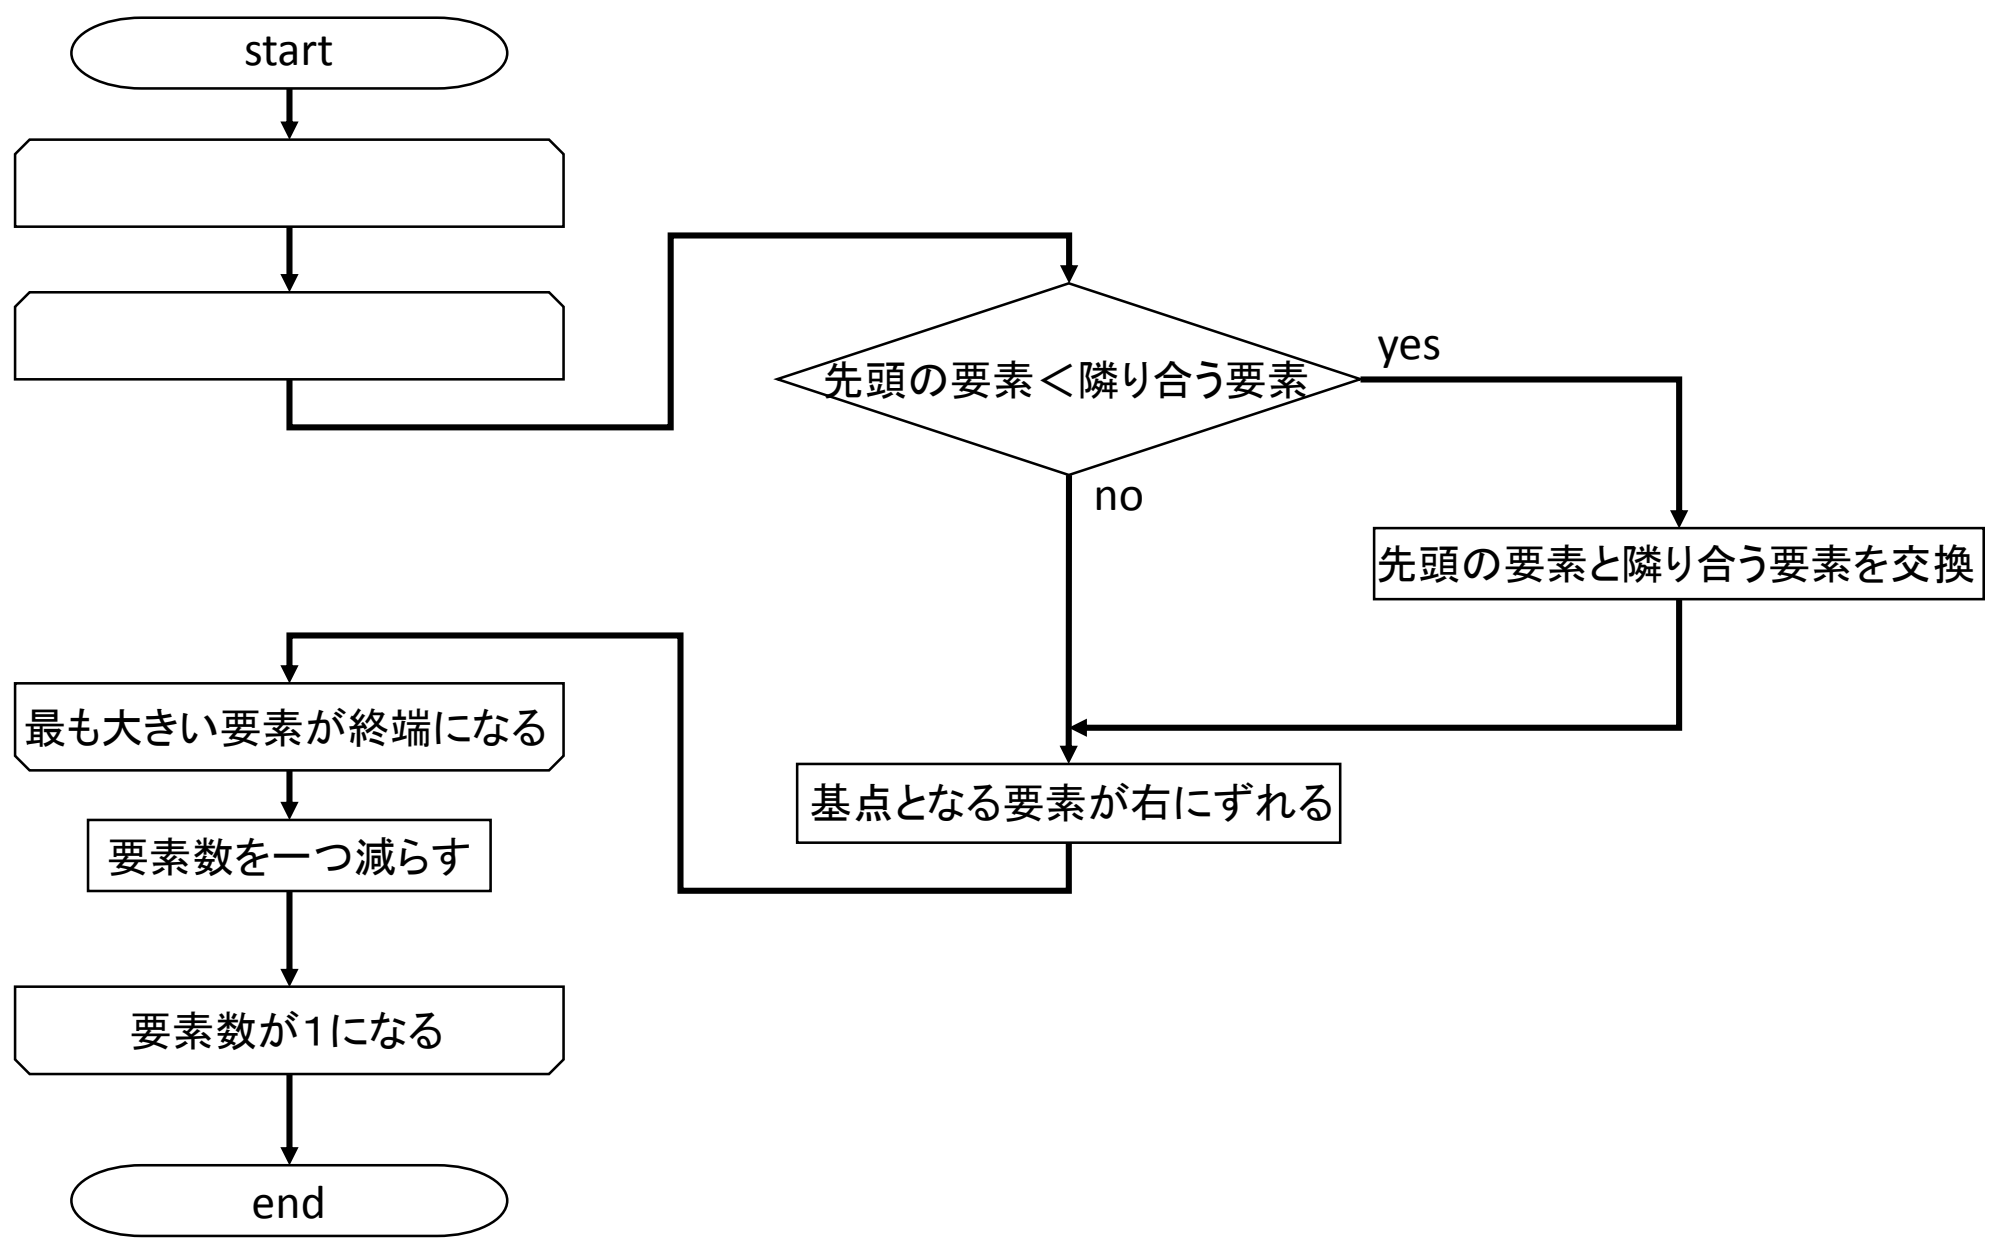 start
先頭の要素＜隣り合う要素
yes
no
先頭の要素と隣り合う要素を交換
基点となる要素が右にずれる
最も大きい要素が終端になる
要素数を一つ減らす
要素数が1になる
end